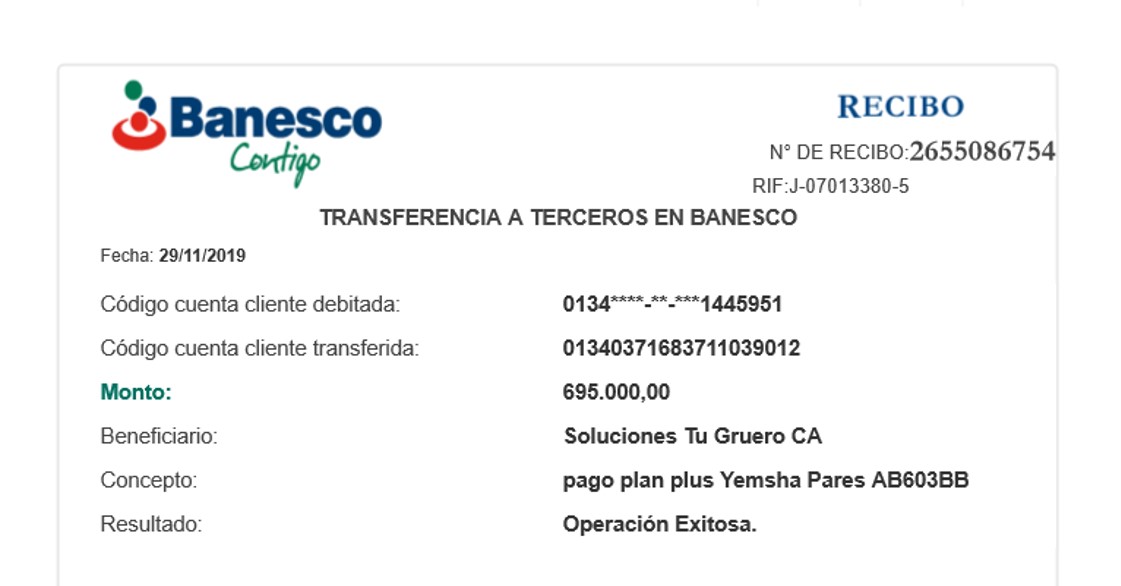 Banesco
Contigo
RECIBO
N° DE RECIBO:2655086754
RIF:J-07013380-5
TRANSFERENCIA A TERCEROS EN BANESCO
Fecha: 29/11/2019
Código cuenta cliente debitada: 0134****-**-***1445951
Código cuenta cliente transferida: 01340371683711039012
Monto: 695.000,00
Beneficiario: Soluciones Tu Gruero CA
Concepto: pago plan plus Yemsha Pares AB603BB
Resultado: Operación Exitosa.